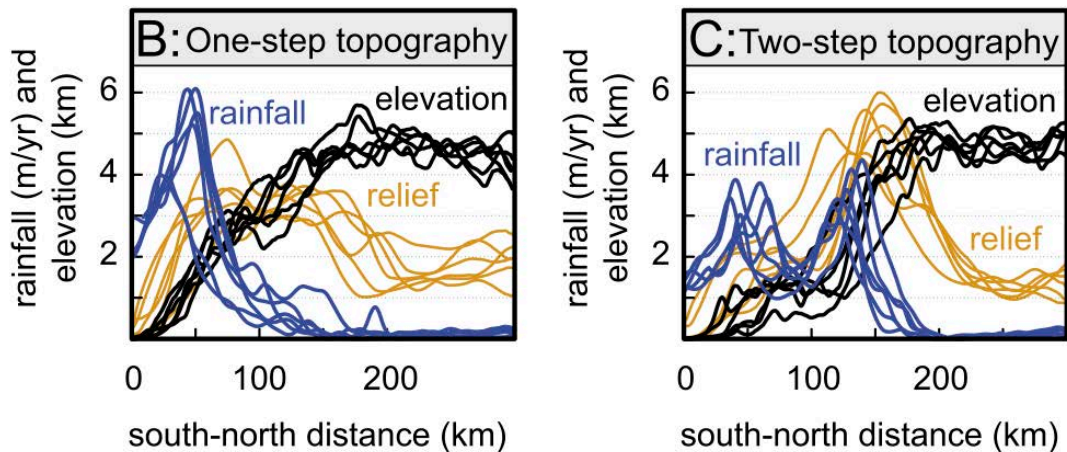 B: One-step topography
rainfall (m/yr) and
elevation (km)
6
4
2
rainfall
elevation
relief
0
100
200
south-north distance (km)
C: Two-step topography
rainfall (m/yr) and
elevation (km)
6
4
2
rainfall
elevation
relief
0
100
200
south-north distance (km)